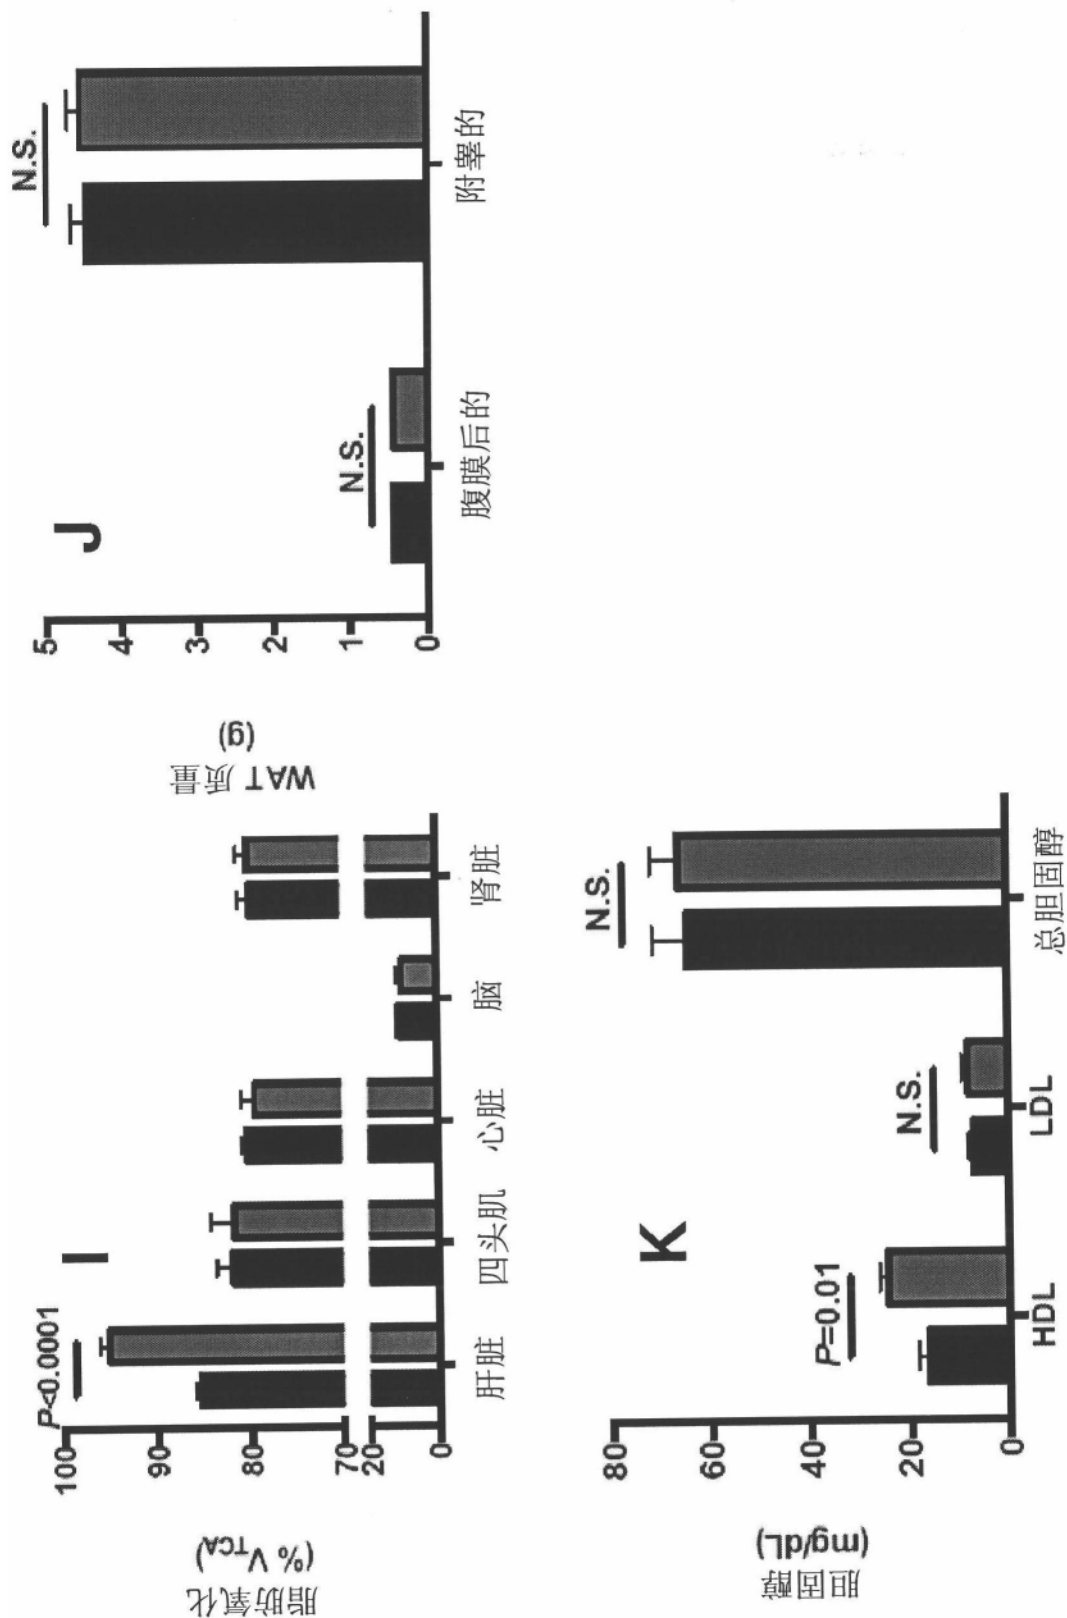 I
脂肪氧化
(% VTCA)
100
90
80
70
20
0
P<0.0001
肝脏
四头肌
心脏
脑
肾脏
J
WAT 质量
(g)
5
4
3
2
1
0
N.S.
N.S.
腹膜后的
附睾的
K
胆固醇
(mg/dL)
80
60
40
20
0
P=0.01
N.S.
N.S.
HDL
LDL
总胆固醇